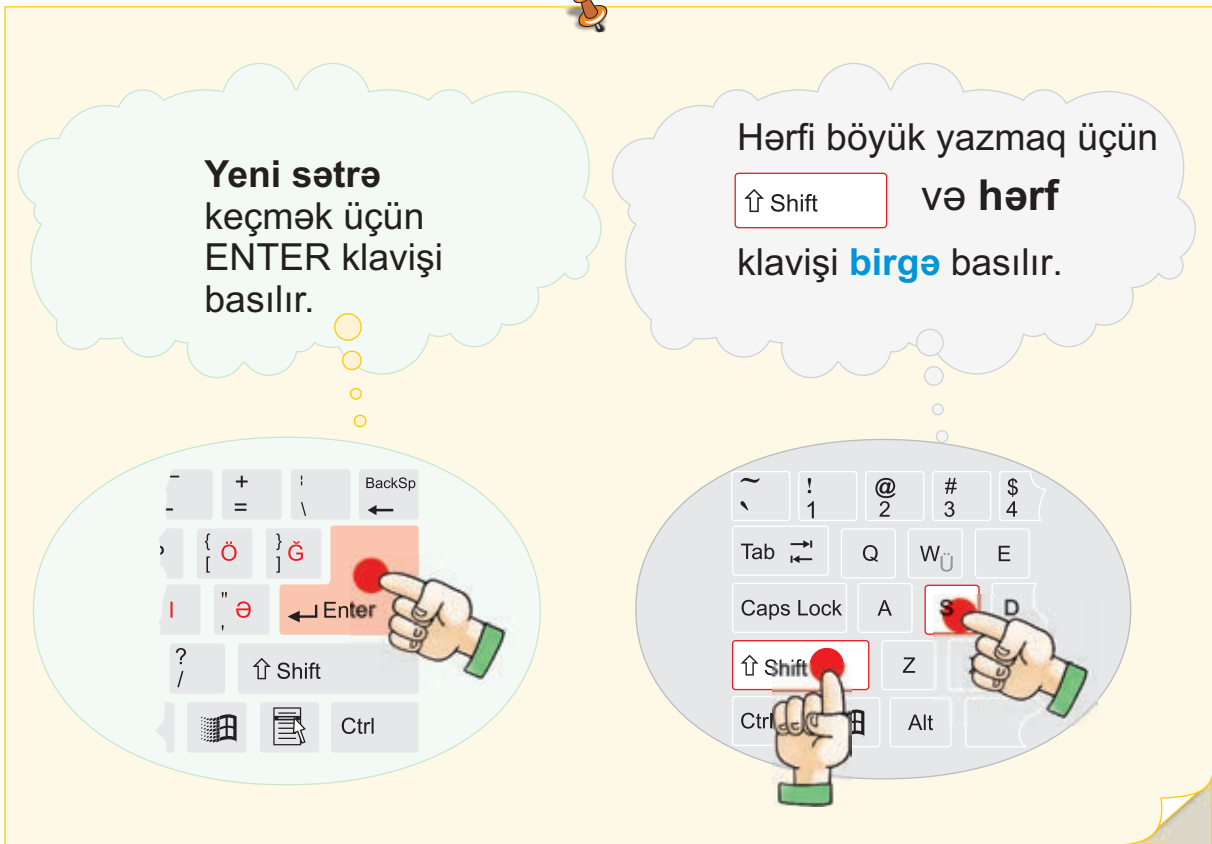 Yeni sətrə
keçmək üçün
ENTER klavişi
basılır.
Hərfi böyük yazmaq üçün
⇧ Shift və hərf
klavişi birgə basılır.
_ + ¦ BackSp
- = \ ←
{ Ö } Ğ
[ ]
I " Ə ↵ Enter
,
? ⇧ Shift
/
Ctrl
~ ! @ # $
` 1 2 3 4
Tab Q W Ü E
Caps Lock A S D
⇧ Shift Z
Ctrl Alt